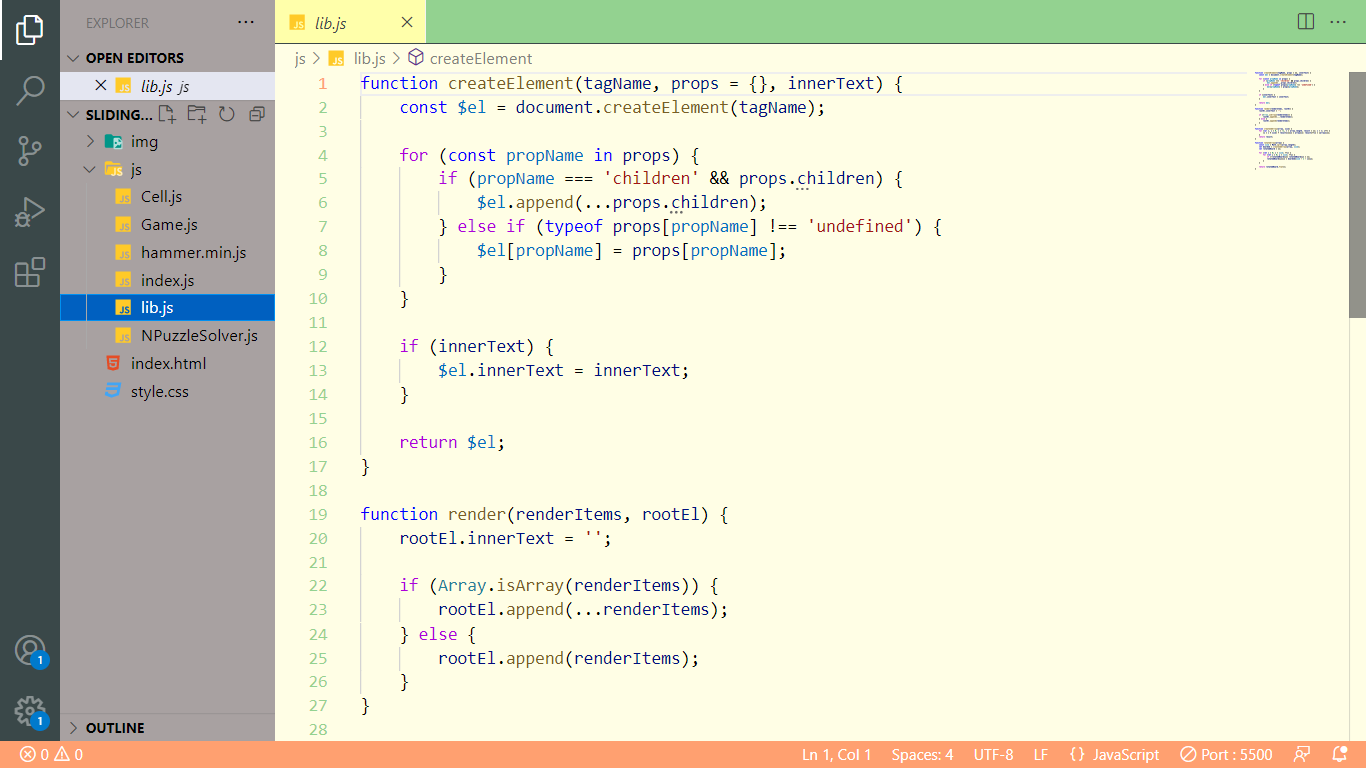 EXPLORER
OPEN EDITORS
lib.js js
SLIDING...
img
js
Cell.js
Game.js
hammer.min.js
index.js
lib.js
NPuzzleSolver.js
index.html
style.css
OUTLINE
lib.js
js > lib.js > createElement
1 function createElement(tagName, props = {}, innerText) {
2     const $el = document.createElement(tagName);
3
4     for (const propName in props) {
5         if (propName === 'children' && props.children) {
6             $el.append(...props.children);
7         } else if (typeof props[propName] !== 'undefined') {
8             $el[propName] = props[propName];
9         }
10     }
11
12     if (innerText) {
13         $el.innerText = innerText;
14     }
15
16     return $el;
17 }
18
19 function render(renderItems, rootEl) {
20     rootEl.innerText = '';
21
22     if (Array.isArray(renderItems)) {
23         rootEl.append(...renderItems);
24     } else {
25         rootEl.append(renderItems);
26     }
27 }
28
1
1
0 0 Ln 1, Col 1 Spaces: 4 UTF-8 LF {} JavaScript Port : 5500